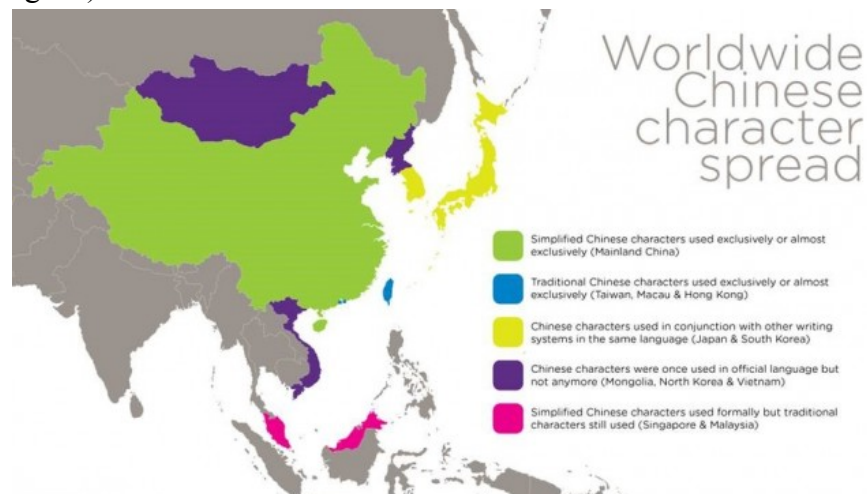 Worldwide
Chinese
character
spread
Simplified Chinese characters used exclusively or almost
exclusively (Mainland China)
Traditional Chinese characters used exclusively or almost
exclusively (Taiwan, Macau & Hong Kong)
Chinese characters used in conjunction with other writing
systems in the same language (Japan & South Korea)
Chinese characters were once used in official language but
not anymore (Mongolia, North Korea & Vietnam)
Simplified Chinese characters used formally but traditional
characters still used (Singapore & Malaysia)